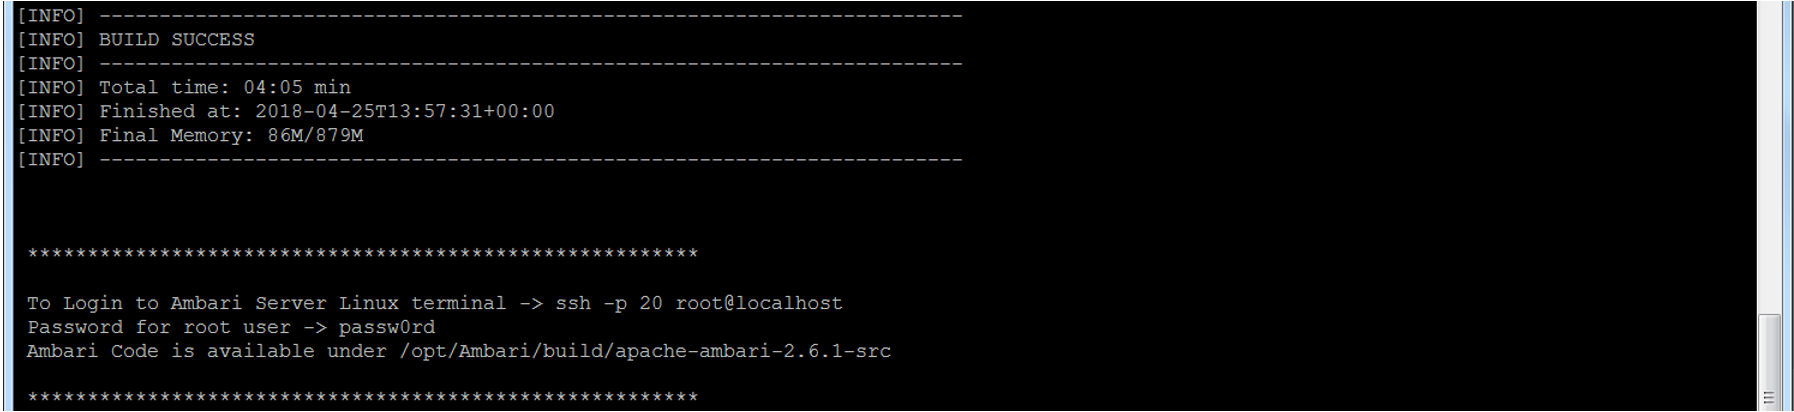 [INFO] ------------------------------------------------------------------------
[INFO] BUILD SUCCESS
[INFO] ------------------------------------------------------------------------
[INFO] Total time: 04:05 min
[INFO] Finished at: 2018-04-25T13:57:31+00:00
[INFO] Final Memory: 86M/879M
[INFO] ------------------------------------------------------------------------
********************************************************
To Login to Ambari Server Linux terminal -> ssh -p 20 root@localhost
Password for root user -> passw0rd
Ambari Code is available under /opt/Ambari/build/apache-ambari-2.6.1-src
********************************************************